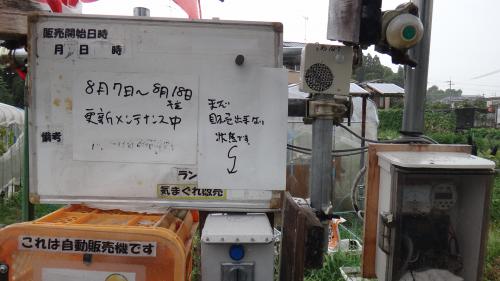 販売開始日時
月 日 時
8月7日〜8月18日
更新メンテナンス中
まだ
出来ない
状態です
備考
ラン
気まぐれ販売
これは自動販売機です